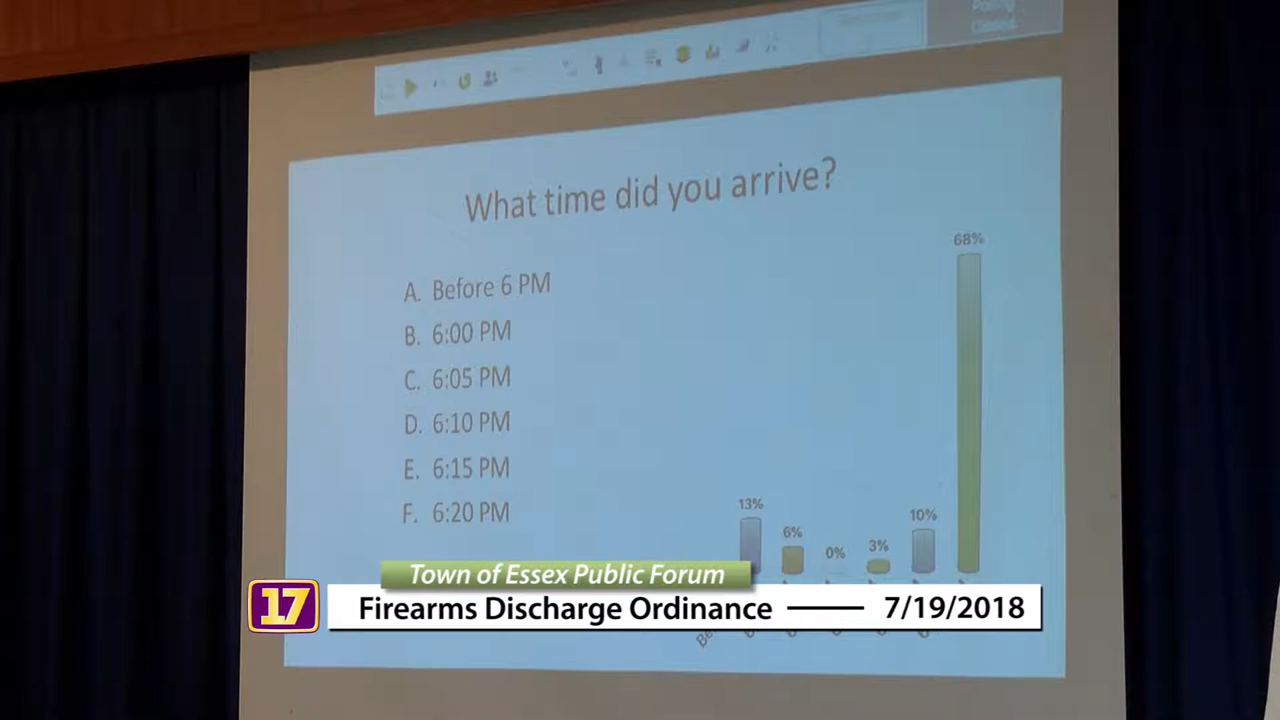 Polling
Closed
What time did you arrive?
A. Before 6 PM
B. 6:00 PM
C. 6:05 PM
D. 6:10 PM
E. 6:15 PM
F. 6:20 PM
68%
13%
6%
0%
3%
10%
Town of Essex Public Forum
17
Firearms Discharge Ordinance
7/19/2018